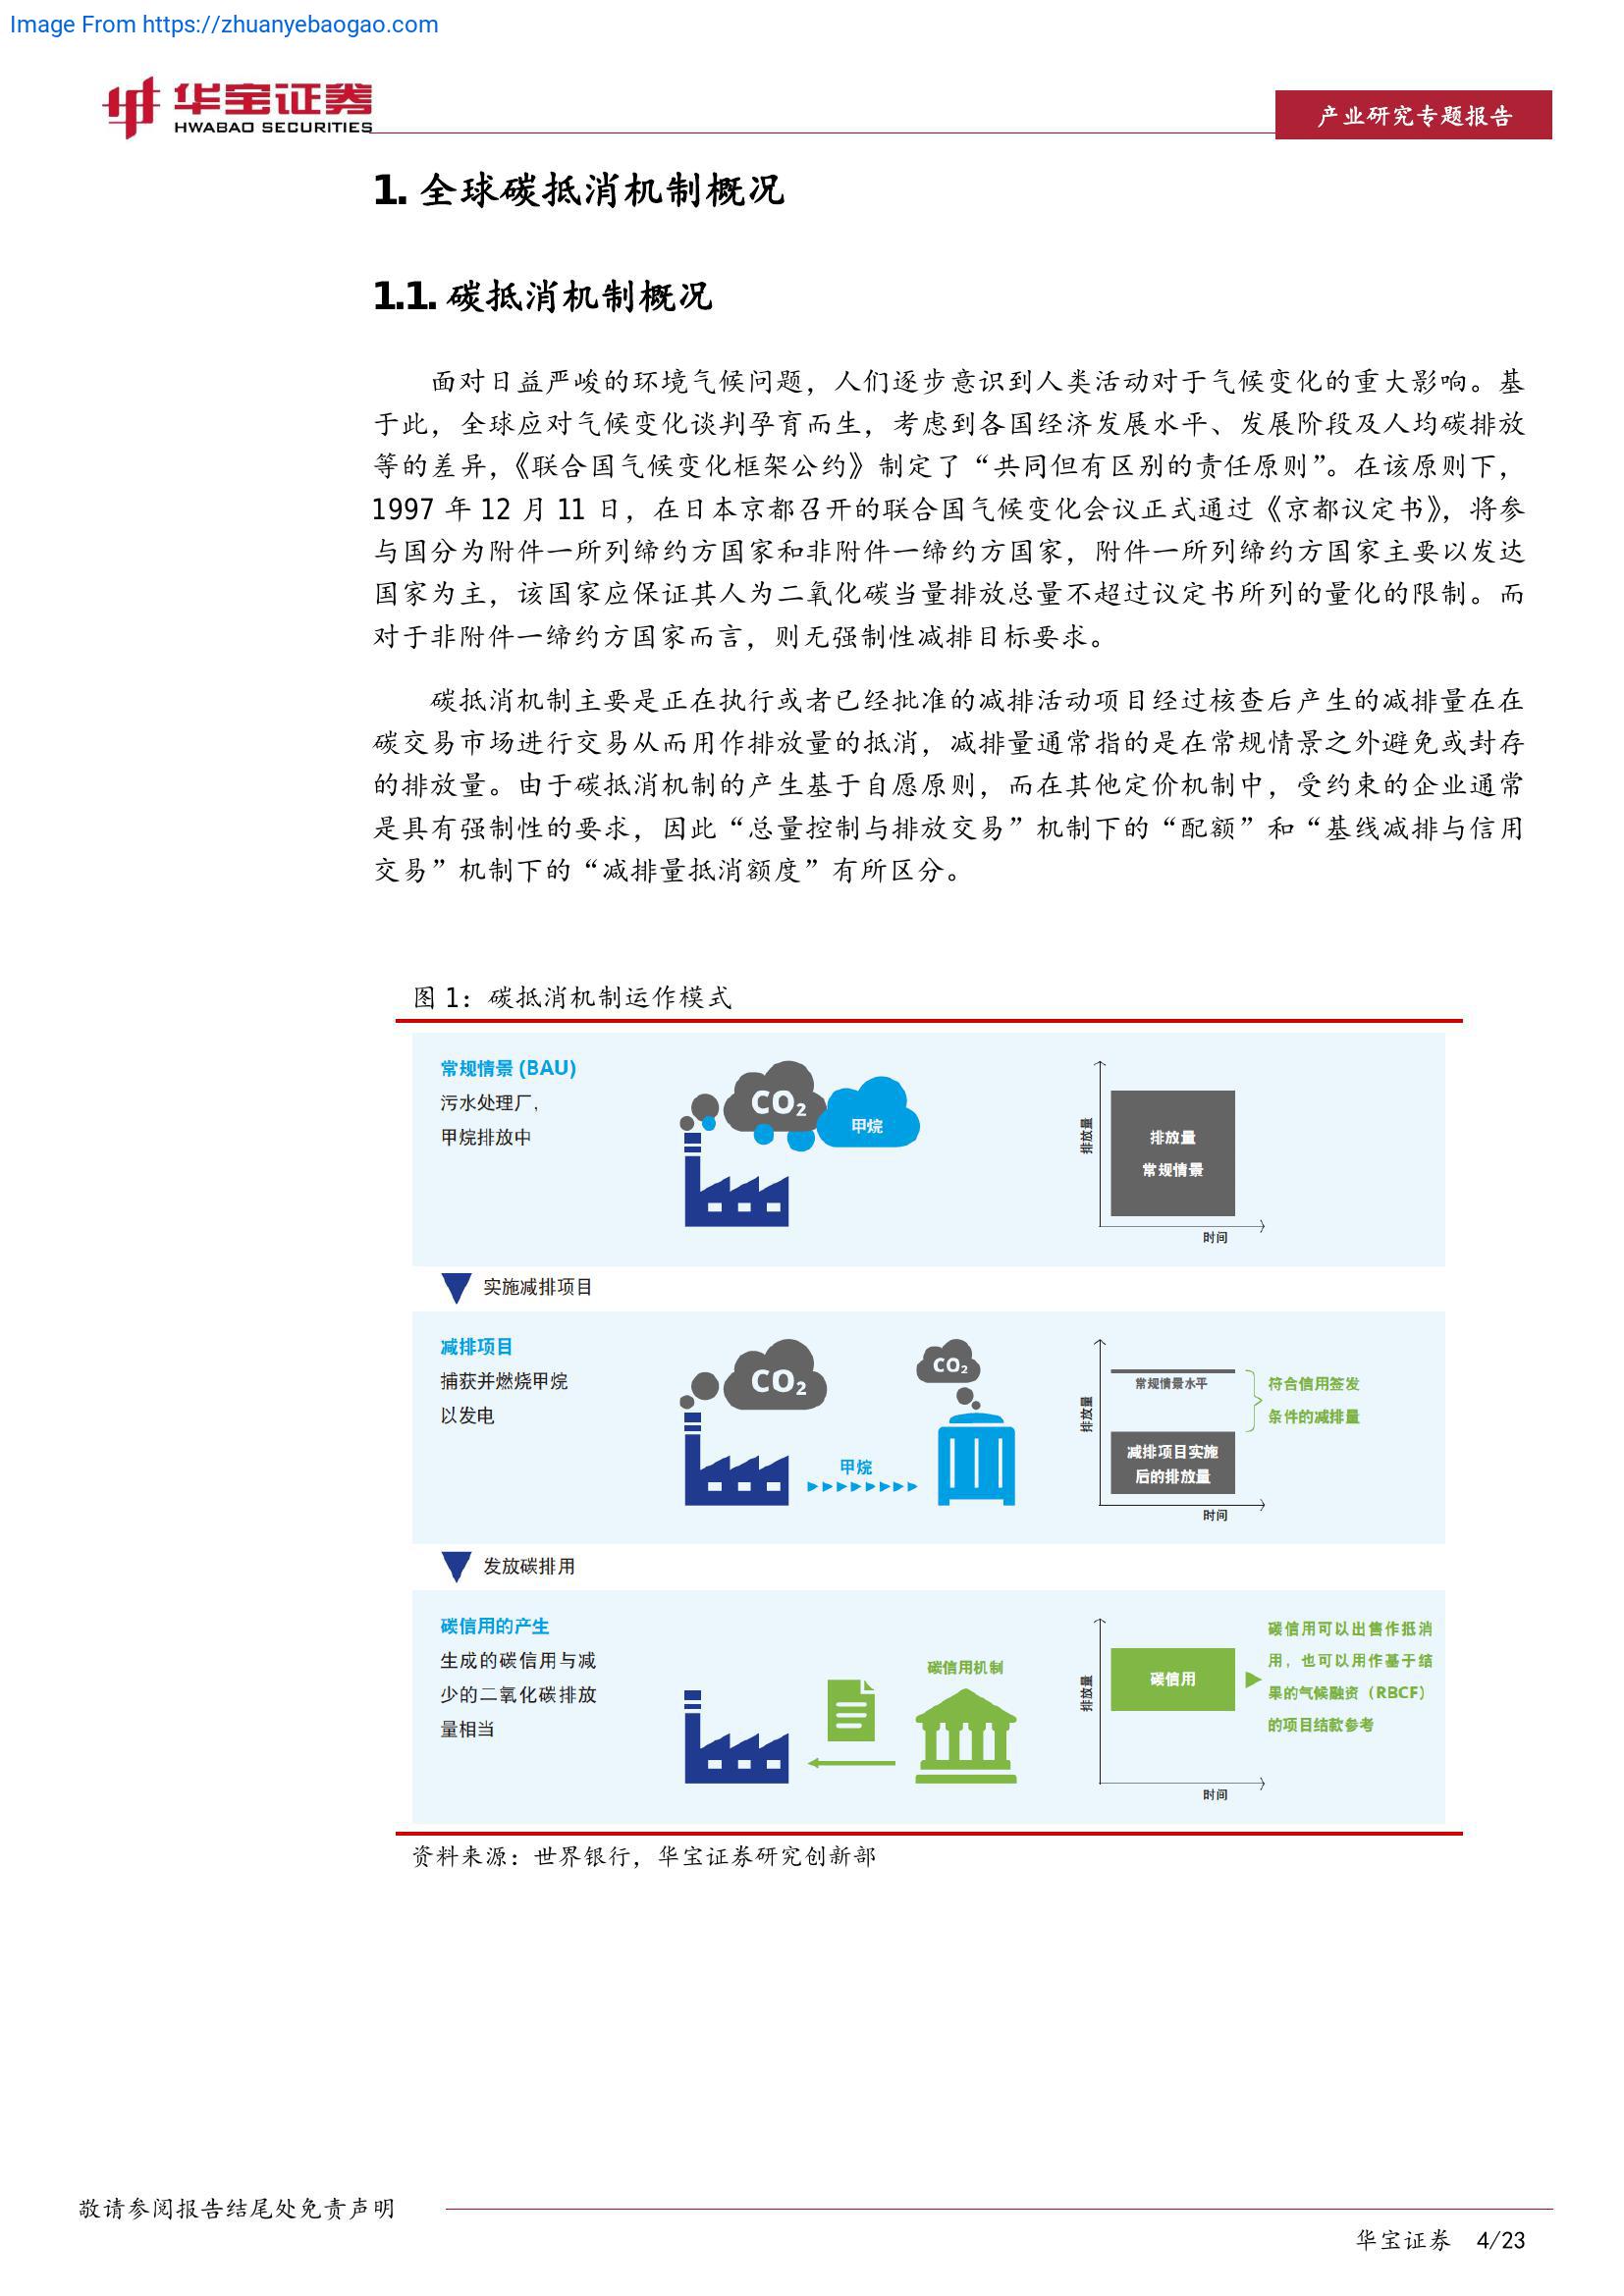 Image From https://zhuanyebaogao.com
华宝证券
HWABAO SECURITIES
产业研究专题报告
1. 全球碳抵消机制概况
1.1. 碳抵消机制概况
面对日益严峻的环境气候问题，人们逐步意识到人类活动对于气候变化的重大影响。基
于此，全球应对气候变化谈判孕育而生，考虑到各国经济发展水平、发展阶段及人均碳排放
等的差异，《联合国气候变化框架公约》制定了“共同但有区别的责任原则”。在该原则下，
1997 年 12 月 11 日，在日本京都召开的联合国气候变化会议正式通过《京都议定书》，将参
与国分为附件一所列缔约方国家和非附件一缔约方国家，附件一所列缔约方国家主要以发达
国家为主，该国家应保证其人为二氧化碳当量排放总量不超过议定书所列的量化的限制。而
对于非附件一缔约方国家而言，则无强制性减排目标要求。
碳抵消机制主要是正在执行或者已经批准的减排活动项目经过核查后产生的减排量在在
碳交易市场进行交易从而用作排放量的抵消，减排量通常指的是在常规情景之外避免或封存
的排放量。由于碳抵消机制的产生基于自愿原则，而在其他定价机制中，受约束的企业通常
是具有强制性的要求，因此“总量控制与排放交易”机制下的“配额”和“基线减排与信用
交易”机制下的“减排量抵消额度”有所区分。
图 1：碳抵消机制运作模式
常规情景 (BAU)
污水处理厂，
甲烷排放中
CO₂
甲烷
排放量
排放量
常规情景
时间
实施减排项目
减排项目
捕获并燃烧甲烷
以发电
CO₂
甲烷
CO₂
排放量
常规情景水平
减排项目实施
后的排放量
时间
符合信用签发
条件的减排量
发放碳排用
碳信用的产生
生成的碳信用与减
少的二氧化碳排放
量相当
碳信用机制
排放量
碳信用
时间
碳信用可以出售作抵消
用，也可以用作基于结
果的气候融资（RBCF）
的项目结款参考
资料来源：世界银行，华宝证券研究创新部
敬请参阅报告结尾处免责声明
华宝证券 4/23